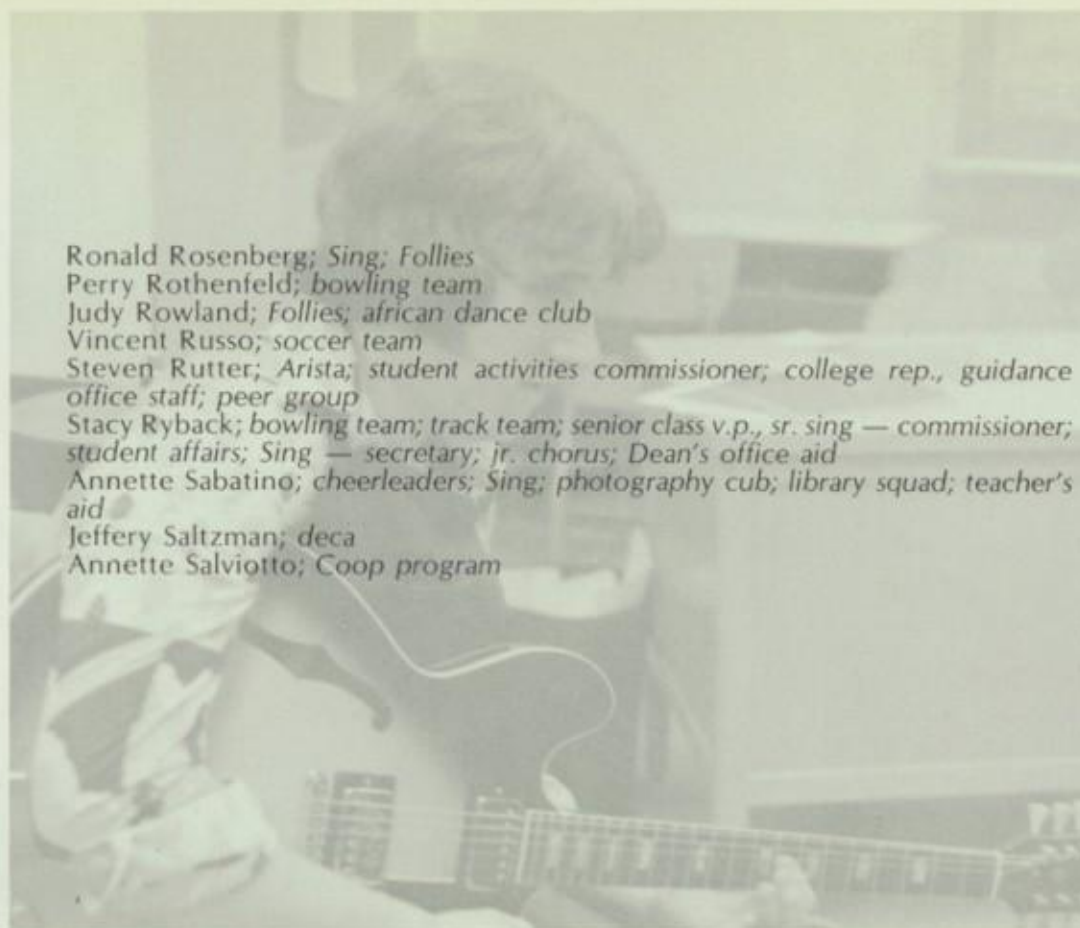 Ronald Rosenberg; Sing; Follies
Perry Rothenfeld; bowling team
Judy Rowland; Follies; african dance club
Vincent Russo; soccer team
Steven Rutter; Arista; student activities commissioner; college rep., guidance
office staff; peer group
Stacy Ryback; bowling team; track team; senior class v.p., sr. sing — commissioner;
student affairs; Sing — secretary; jr. chorus; Dean's office aid
Annette Sabatino; cheerleaders; Sing; photography cub; library squad; teacher's
aid
Jeffery Saltzman; deca
Annette Salviotto; Coop program